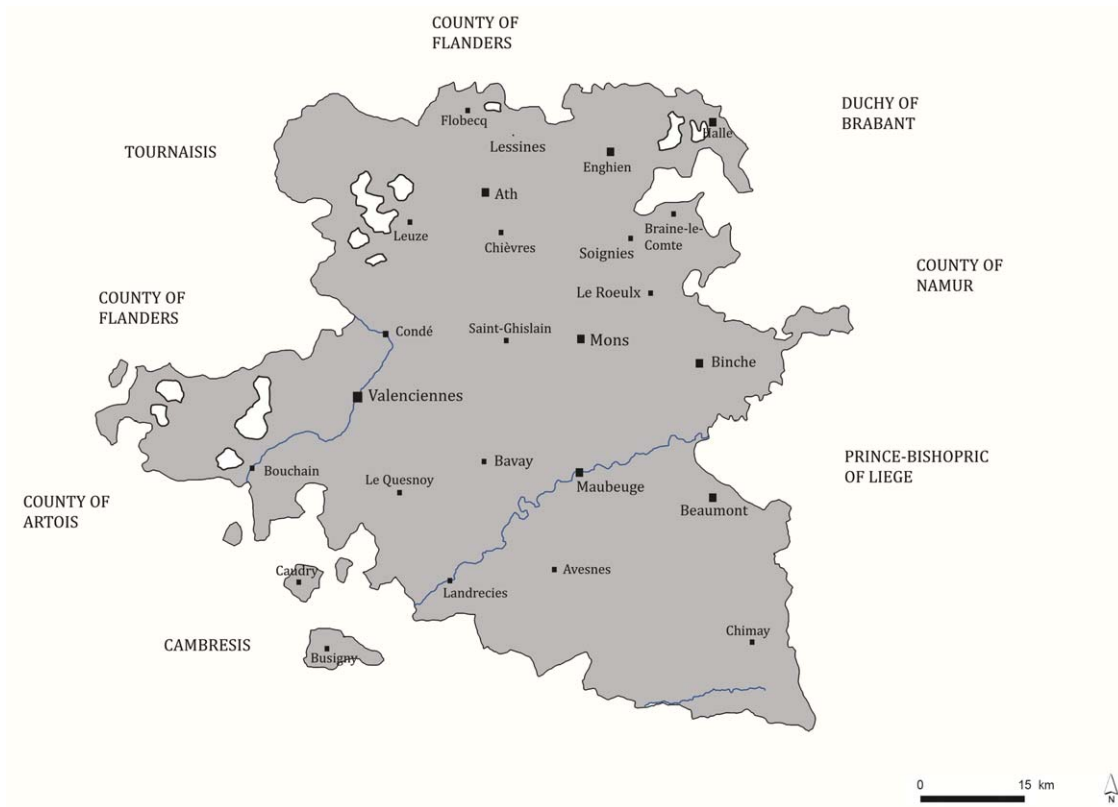 COUNTY OF
FLANDERS
DUCHY OF
BRABANT
Flobecq
Halle
Lessines
TOURNAISIS
Enghien
Ath
Leuze
Chièvres
Soignies
Braine-le-
Comte
COUNTY OF
NAMUR
COUNTY OF
FLANDERS
Le Roeulx
Condé
Saint-Ghislain
Mons
Binche
Valenciennes
PRINCE-BISHOPRIC
OF LIEGE
Bouchain
Bavay
Le Quesnoy
Maubeuge
Beaumont
COUNTY OF
ARTOIS
Caudry
Landrecies
Avesnes
CAMBRESIS
Busigny
Chimay
0 15 km
N